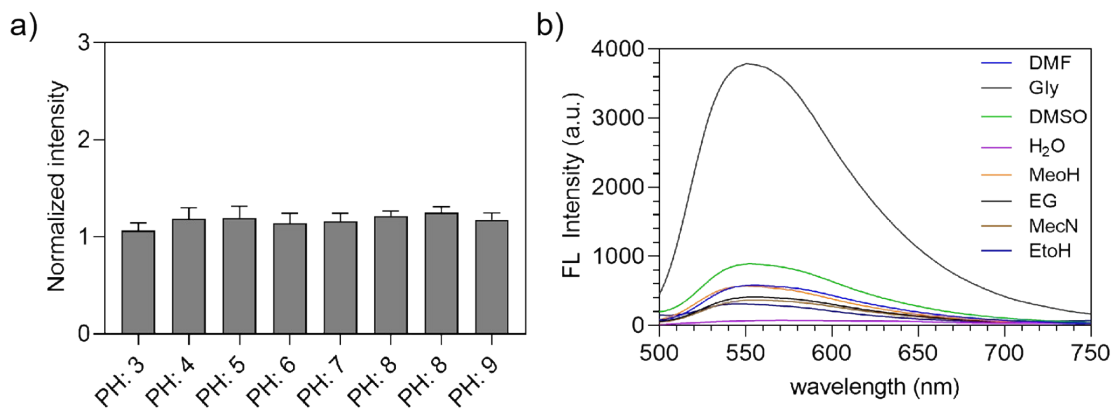 a)
3
2
1
0
Normalized intensity
PH: 3
PH: 4
PH: 5
PH: 6
PH: 7
PH: 8
PH: 8
PH: 9
b)
4000
3000
2000
1000
0
FL Intensity (a.u.)
500
550
600
650
700
750
wavelength (nm)
DMF
Gly
DMSO
H₂O
MeoH
EG
MecN
EtoH